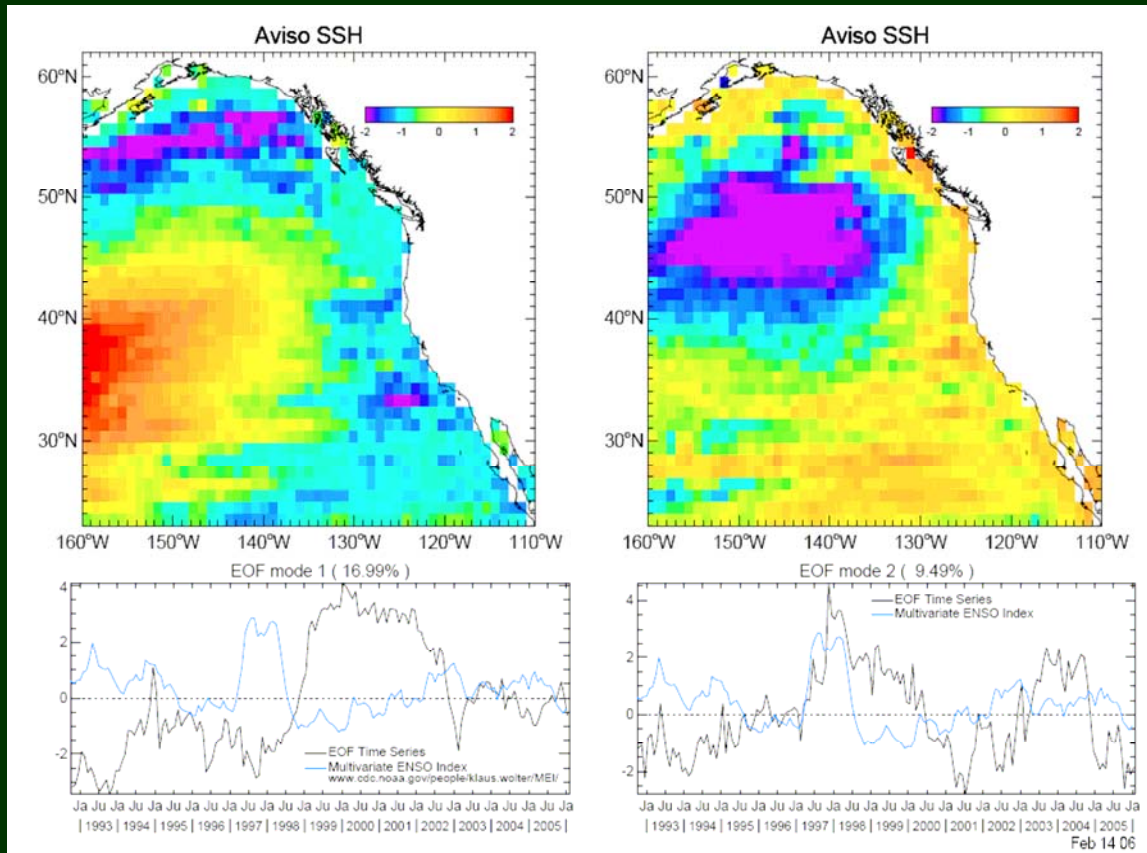 Aviso SSH
60°N
50°N
40°N
30°N
-2 -1 0 1 2
160°W 150°W 140°W 130°W 120°W 110°W
EOF mode 1 ( 16.99% )
4
2
0
-2
EOF Time Series
Multivariate ENSO Index
www.cdc.noaa.gov/people/klaus.wolter/MEI/
Ja Ju Ja Ju Ja Ju Ja Ju Ja Ju Ja Ju Ja Ju Ja Ju Ja Ju Ja Ju Ja Ju Ja Ju Ja Ju Ja
| 1993 | 1994 | 1995 | 1996 | 1997 | 1998 | 1999 | 2000 | 2001 | 2002 | 2003 | 2004 | 2005 |
Aviso SSH
60°N
50°N
40°N
30°N
-2 -1 0 1 2
160°W 150°W 140°W 130°W 120°W 110°W
EOF mode 2 ( 9.49% )
EOF Time Series
Multivariate ENSO Index
4
2
0
-2
Ja Ju Ja Ju Ja Ju Ja Ju Ja Ju Ja Ju Ja Ju Ja Ju Ja Ju Ja Ju Ja Ju Ja Ju Ja Ju Ja
| 1993 | 1994 | 1995 | 1996 | 1997 | 1998 | 1999 | 2000 | 2001 | 2002 | 2003 | 2004 | 2005 |
Feb 14 06